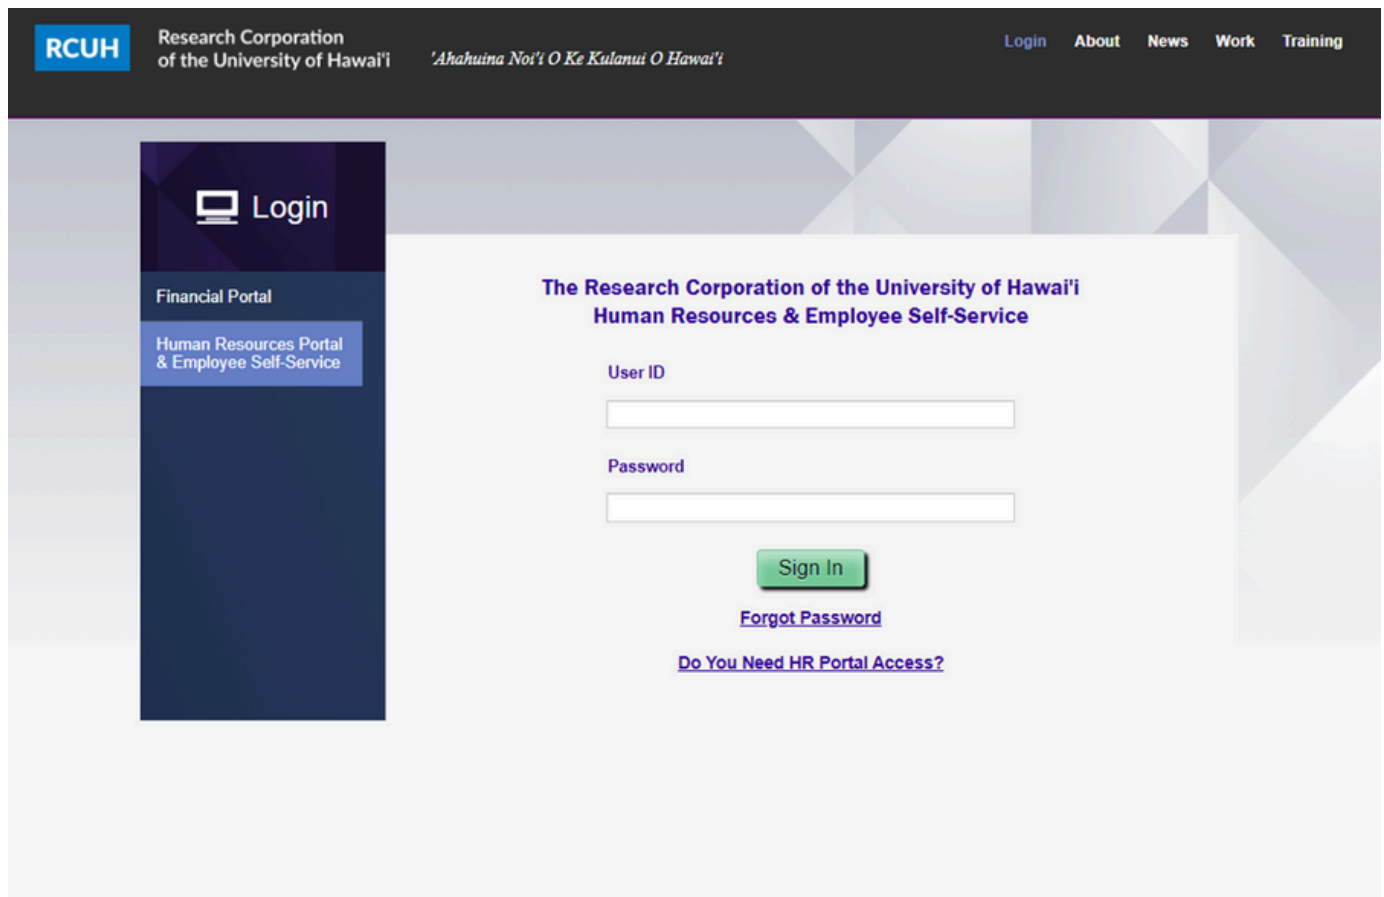 RCUH
Research Corporation
of the University of Hawai'i
'Ahahuina Noi'i O Ke Kulanui O Hawai'i
Login
About
News
Work
Training
Login
Financial Portal
Human Resources Portal
& Employee Self-Service
The Research Corporation of the University of Hawai'i
Human Resources & Employee Self-Service
User ID
Password
Sign In
Forgot Password
Do You Need HR Portal Access?